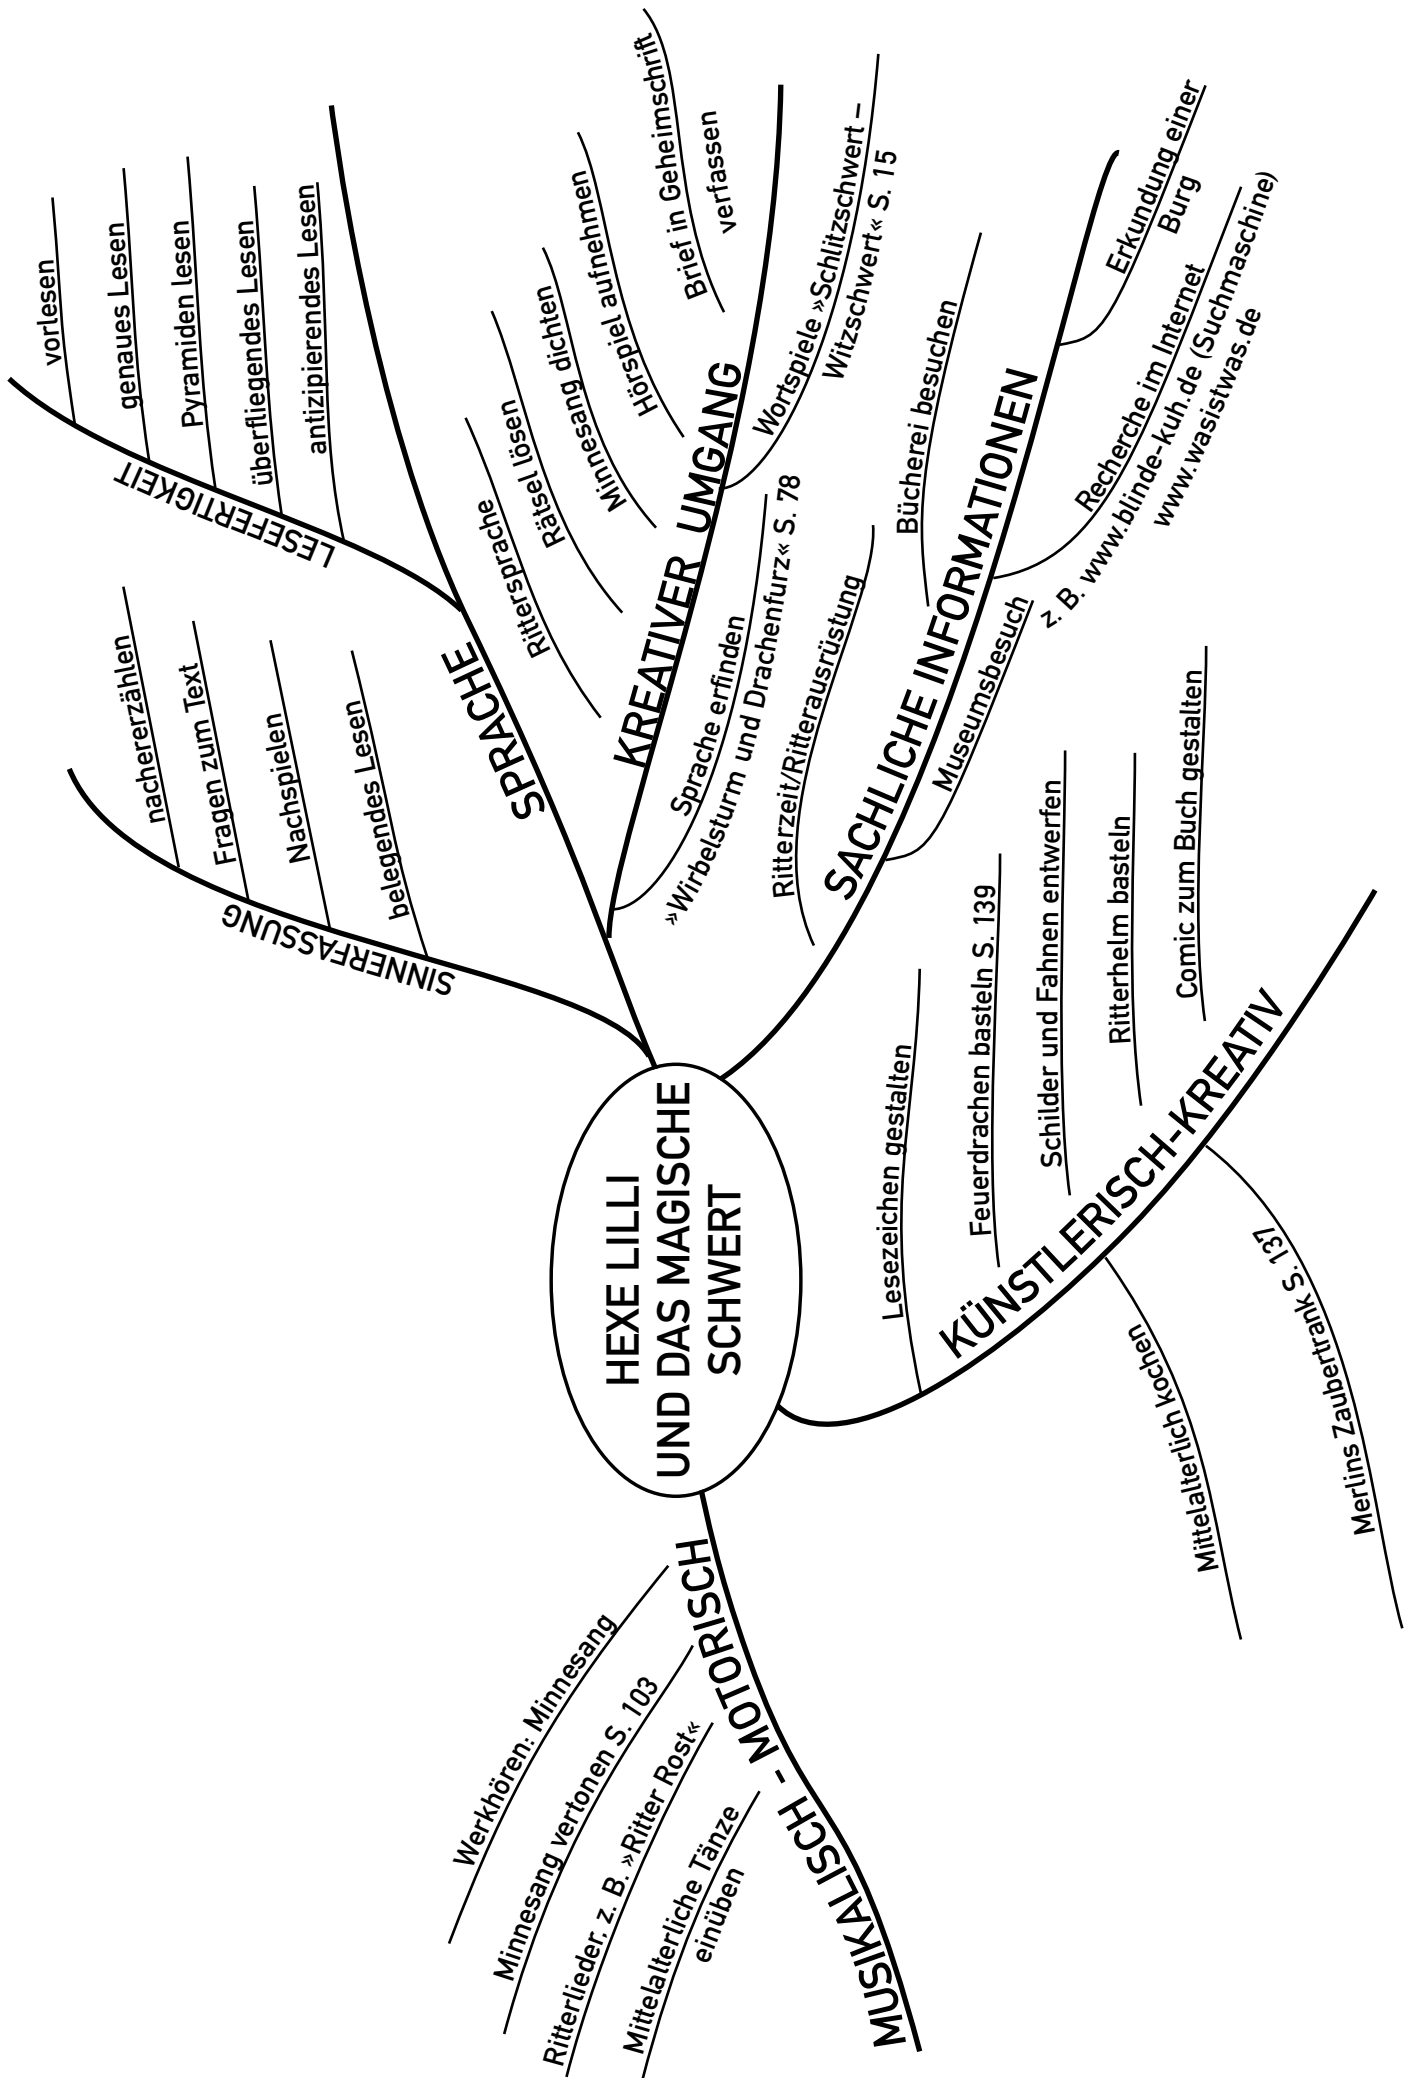 HEXE LILLI
UND DAS MAGISCHE
SCHWERT
SINNERFASSUNG
nachererzählen
Fragen zum Text
Nachspielen
belegendes Lesen
SPRACHE
LESEFERTIGKEIT
vorlesen
genaues Lesen
Pyramiden lesen
überfliegendes Lesen
antizipierendes Lesen
KREATIVER UMGANG
Rittersprache
Rätsel lösen
Minnesang dichten
Hörspiel aufnehmen
Brief in Geheimschrift
verfassen
Sprache erfinden
»Wirbelsturm und Drachenfurz« S. 78
Wortspiele »Schlitzschwert –
Witzschwert« S. 15
SACHLICHE INFORMATIONEN
Ritterzeit/Ritterausrüstung
Bücherei besuchen
Museumsbesuch
Recherche im Internet
z. B. www.blinde-kuh.de (Suchmaschine)
www.wasistwas.de
Erkundung einer
Burg
KÜNSTLERISCH-KREATIV
Lesezeichen gestalten
Feuerdrachen basteln S. 139
Schilder und Fahnen entwerfen
Ritterhelm basteln
Comic zum Buch gestalten
Mittelalterlich kochen
Merlins Zaubertrank S. 137
MUSIKALISCH - MOTORISCH
Werkhören: Minnesang
Minnesang vertonen S. 103
Ritterlieder, z. B. »Ritter Rost«
Mittelalterliche Tänze
einüben